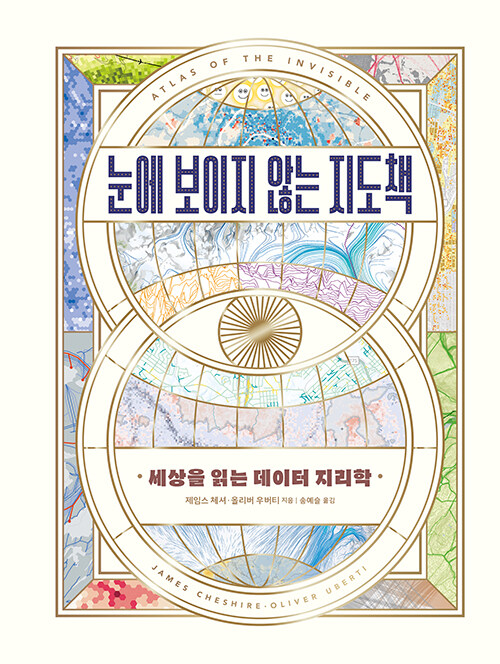 ATLAS OF THE INVISIBLE
눈에 보이지 않는 지도책
• 세상을 읽는 데이터 지리학 •
제임스 체셔·올리버 우버티 지음 | 송예슬 옮김
JAMES CHESHIRE·OLIVER UBERTI